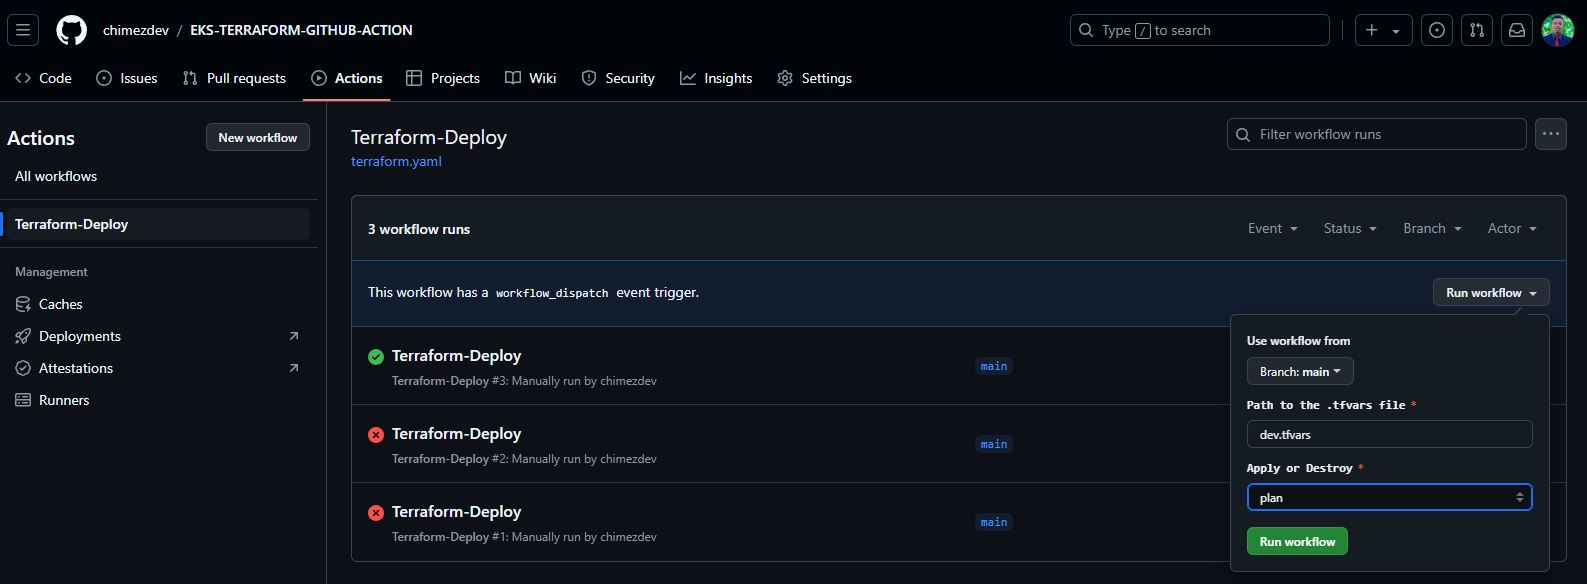 chimezdev / EKS-TERRAFORM-GITHUB-ACTION
Type / to search
Code Issues Pull requests Actions Projects Wiki Security Insights Settings
Actions
New workflow
All workflows
Terraform-Deploy
Management
Caches
Deployments
Attestations
Runners
Terraform-Deploy
terraform.yaml
Filter workflow runs
3 workflow runs
Event Status Branch Actor
This workflow has a workflow_dispatch event trigger.
Run workflow
Terraform-Deploy
Terraform-Deploy #3: Manually run by chimezdev
main
Terraform-Deploy
Terraform-Deploy #2: Manually run by chimezdev
main
Terraform-Deploy
Terraform-Deploy #1: Manually run by chimezdev
main
Use workflow from
Branch: main
Path to the .tfvars file *
dev.tfvars
Apply or Destroy *
plan
Run workflow